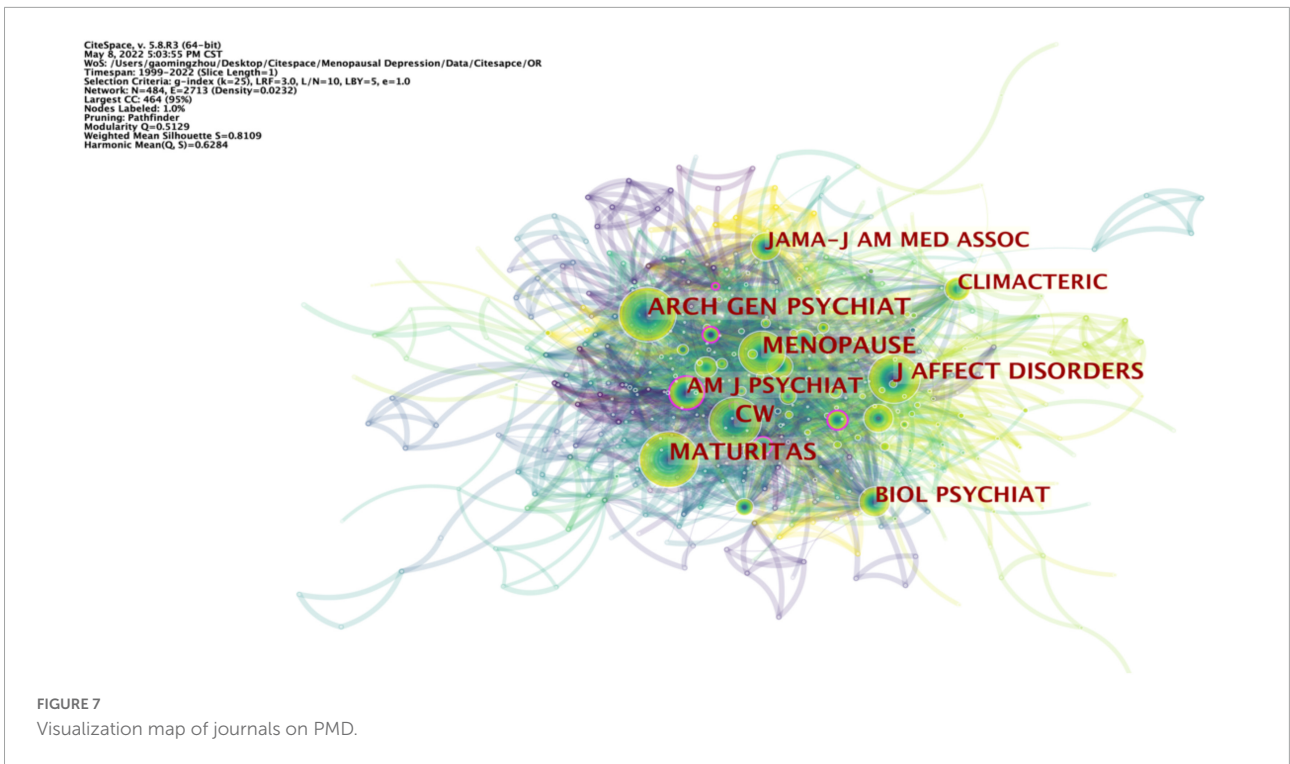 CiteSpace, v. 5.8.R3 (64-bit)
May 8, 2022 5:03:55 PM CST
WoS: /Users/gaomingzhou/Desktop/Citespace/Menopausal Depression/Data/Citesapce/OR
Timespan: 1999-2022 (Slice Length=1)
Selection Criteria: g-index (k=25), LRF=3.0, L/N=10, LBY=5, e=1.0
Network: N=484, E=2713 (Density=0.0232)
Largest CC: 464 (95%)
Nodes Labeled: 1.0%
Pruning: Pathfinder
Modularity Q=0.5129
Weighted Mean Silhouette S=0.8109
Harmonic Mean(Q, S)=0.6284
JAMA-J AM MED ASSOC
CLIMACTERIC
ARCH GEN PSYCHIAT
MENOPAUSE
J AFFECT DISORDERS
AM J PSYCHIAT
CW
MATURITAS
BIOL PSYCHIAT
FIGURE 7
Visualization map of journals on PMD.